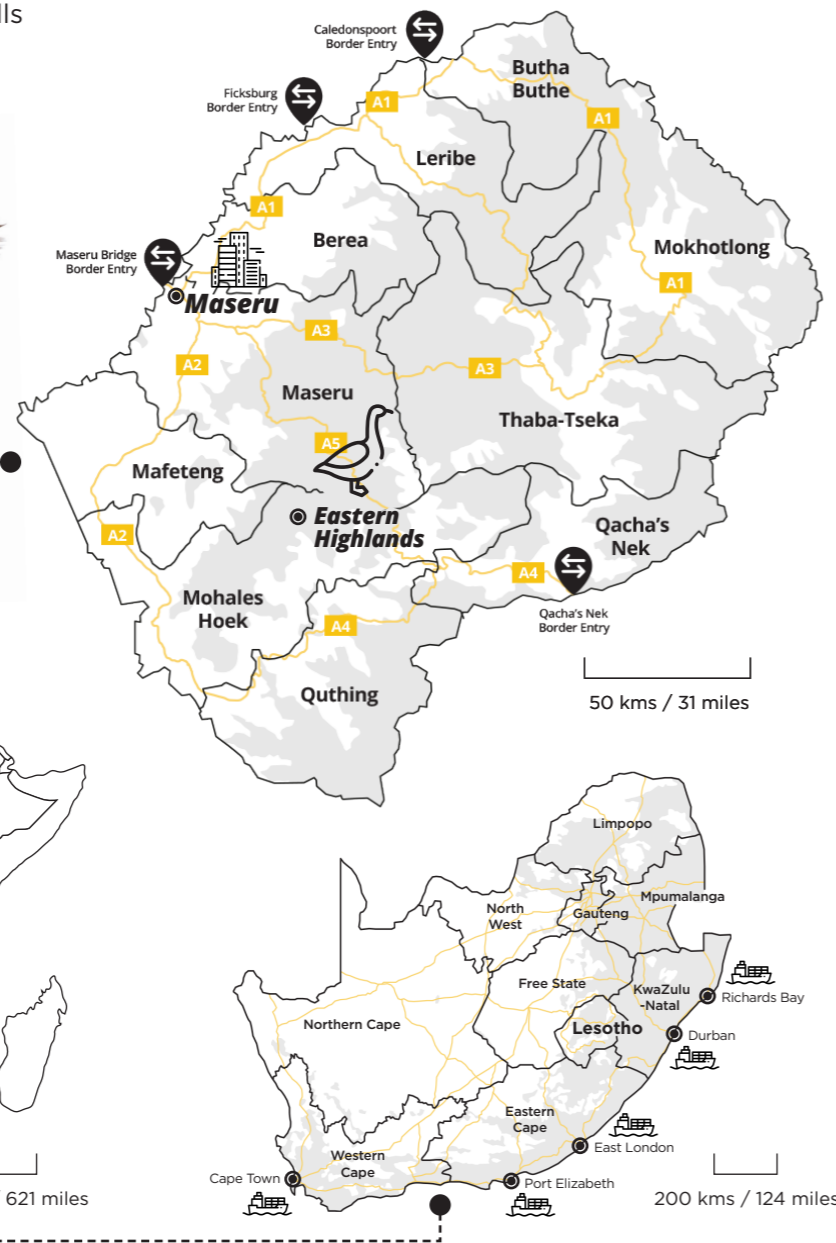 lls
Caledonspoort
Border Entry
Butha
Buthe
Ficksburg
Border Entry
A1
A1
Leribe
A1
Berea
Mokhotlong
Maseru Bridge
Border Entry
A1
Maseru
A3
A2
A3
Maseru
Thaba-Tseka
A5
Mafeteng
Eastern
Highlands
Qacha's
Nek
A2
A4
Mohales
Hoek
A4
Qacha's Nek
Border Entry
Quthing
50 kms / 31 miles
Limpopo
Mpumalanga
North
West
Gauteng
Free State
KwaZulu
-Natal
Richards Bay
Northern Cape
Lesotho
Durban
Eastern
Cape
East London
Western
Cape
Cape Town
Port Elizabeth
/ 621 miles
200 kms / 124 miles